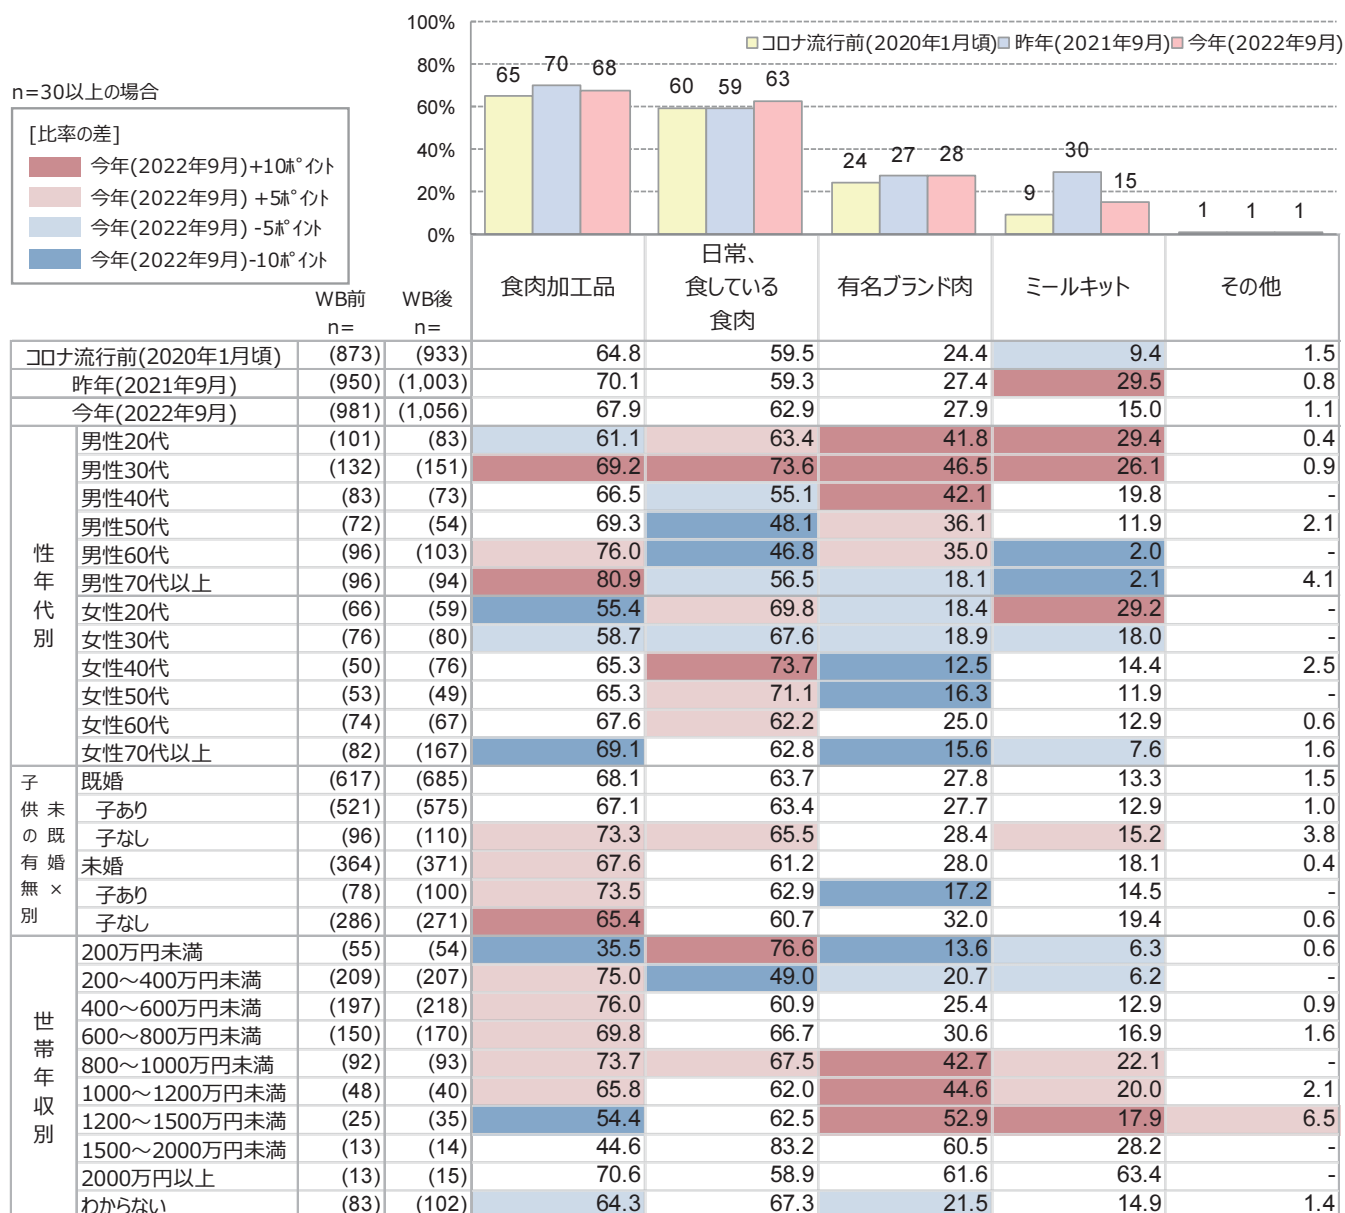 100%
80%
60%
40%
20%
0%
コロナ流行前(2020年1月頃) 昨年(2021年9月) 今年(2022年9月)
65 70 68 60 59 63 24 27 28 9 30 15 1 1 1
n=30以上の場合
[比率の差]
今年(2022年9月)+10ﾎﾟｲﾝﾄ
今年(2022年9月) +5ﾎﾟｲﾝﾄ
今年(2022年9月) -5ﾎﾟｲﾝﾄ
今年(2022年9月)-10ﾎﾟｲﾝﾄ
WB前 n=
WB後 n=
食肉加工品
日常、
食している
食肉
有名ブランド肉
ミールキット
その他
コロナ流行前(2020年1月頃) (873) (933) 64.8 59.5 24.4 9.4 1.5
昨年(2021年9月) (950) (1,003) 70.1 59.3 27.4 29.5 0.8
今年(2022年9月) (981) (1,056) 67.9 62.9 27.9 15.0 1.1
性年代別
男性20代 (101) (83) 61.1 63.4 41.8 29.4 0.4
男性30代 (132) (151) 69.2 73.6 46.5 26.1 0.9
男性40代 (83) (73) 66.5 55.1 42.1 19.8 -
男性50代 (72) (54) 69.3 48.1 36.1 11.9 2.1
男性60代 (96) (103) 76.0 46.8 35.0 2.0 -
男性70代以上 (96) (94) 80.9 56.5 18.1 2.1 4.1
女性20代 (66) (59) 55.4 69.8 18.4 29.2 -
女性30代 (76) (80) 58.7 67.6 18.9 18.0 -
女性40代 (50) (76) 65.3 73.7 12.5 14.4 2.5
女性50代 (53) (49) 65.3 71.1 16.3 11.9 -
女性60代 (74) (67) 67.6 62.2 25.0 12.9 0.6
女性70代以上 (82) (167) 69.1 62.8 15.6 7.6 1.6
未既婚×
子供の有無別
既婚 (617) (685) 68.1 63.7 27.8 13.3 1.5
子あり (521) (575) 67.1 63.4 27.7 12.9 1.0
子なし (96) (110) 73.3 65.5 28.4 15.2 3.8
未婚 (364) (371) 67.6 61.2 28.0 18.1 0.4
子あり (78) (100) 73.5 62.9 17.2 14.5 -
子なし (286) (271) 65.4 60.7 32.0 19.4 0.6
世帯年収別
200万円未満 (55) (54) 35.5 76.6 13.6 6.3 0.6
200～400万円未満 (209) (207) 75.0 49.0 20.7 6.2 -
400～600万円未満 (197) (218) 76.0 60.9 25.4 12.9 0.9
600～800万円未満 (150) (170) 69.8 66.7 30.6 16.9 1.6
800～1000万円未満 (92) (93) 73.7 67.5 42.7 22.1 -
1000～1200万円未満 (48) (40) 65.8 62.0 44.6 20.0 2.1
1200～1500万円未満 (25) (35) 54.4 62.5 52.9 17.9 6.5
1500～2000万円未満 (13) (14) 44.6 83.2 60.5 28.2 -
2000万円以上 (13) (15) 70.6 58.9 61.6 63.4 -
わからない (83) (102) 64.3 67.3 21.5 14.9 1.4